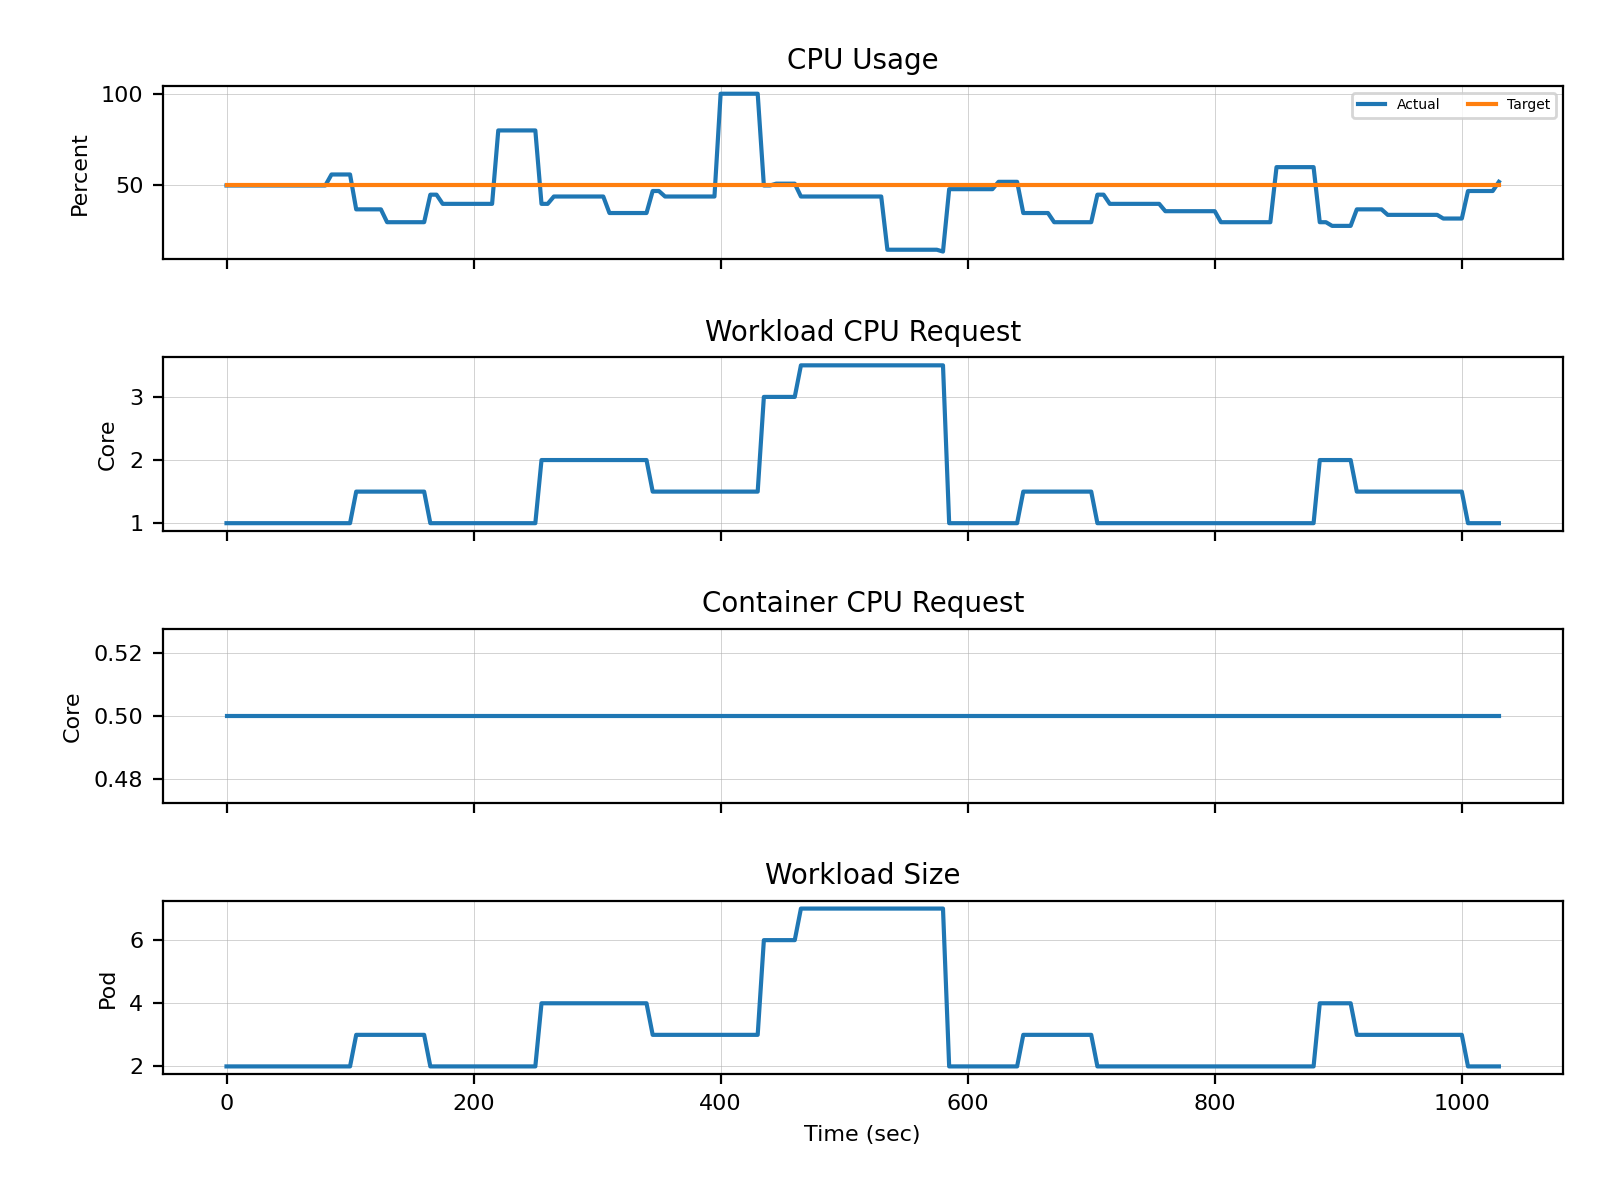 CPU Usage
Percent
100
50
Actual
Target
Workload CPU Request
Core
3
2
1
Container CPU Request
Core
0.52
0.50
0.48
Workload Size
Pod
6
4
2
0 200 400 600 800 1000
Time (sec)